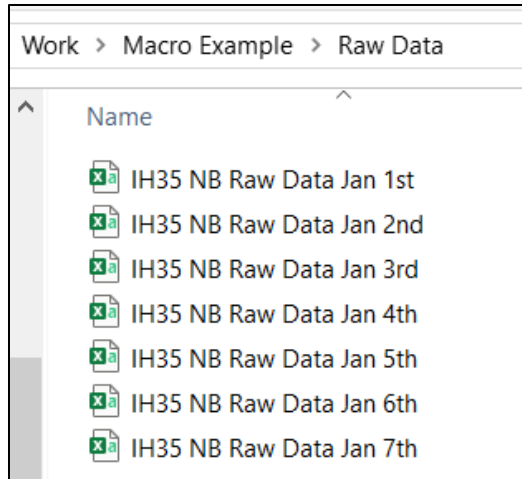 Work > Macro Example > Raw Data
Name
IH35 NB Raw Data Jan 1st
IH35 NB Raw Data Jan 2nd
IH35 NB Raw Data Jan 3rd
IH35 NB Raw Data Jan 4th
IH35 NB Raw Data Jan 5th
IH35 NB Raw Data Jan 6th
IH35 NB Raw Data Jan 7th